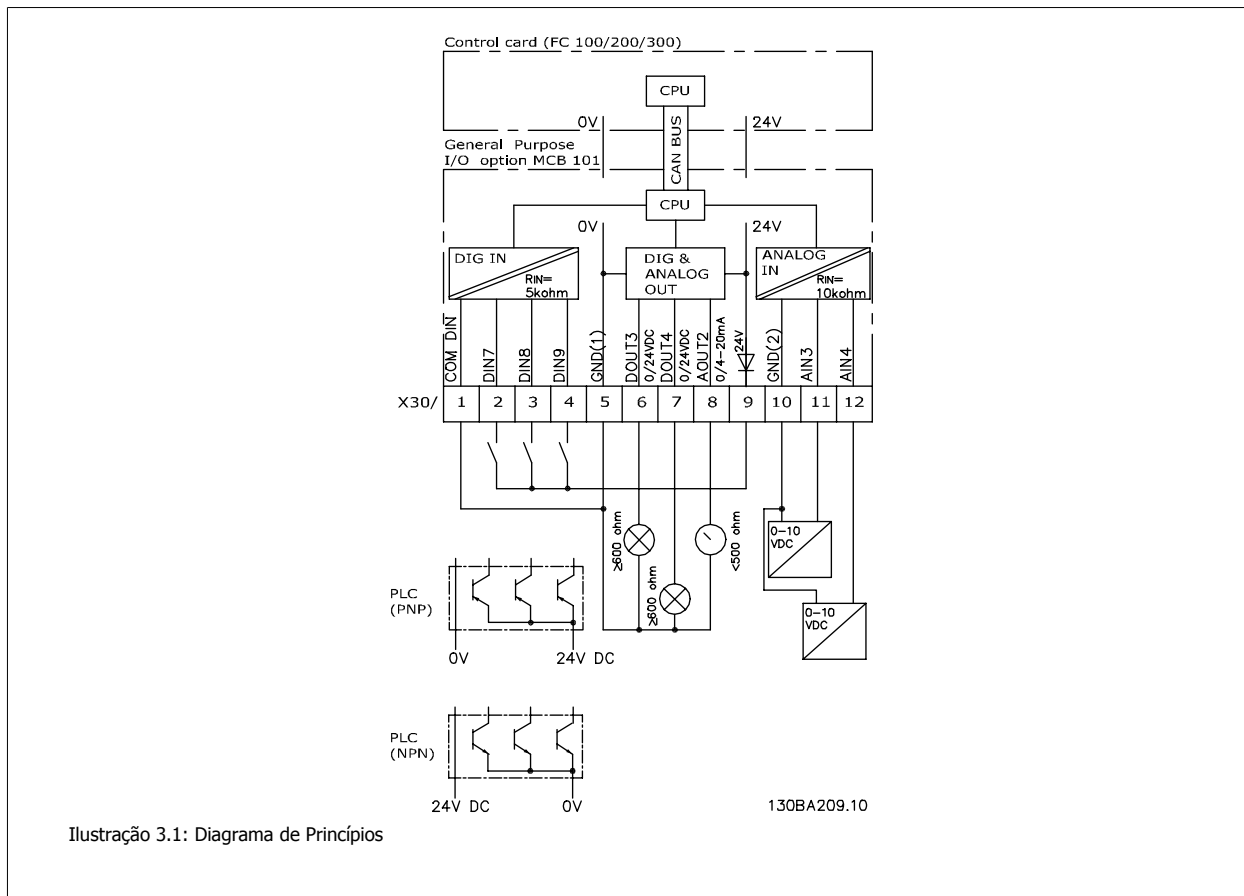 Control card (FC 100/200/300)
CPU
0V
24V
CAN BUS
General Purpose
I/O option MCB 101
CPU
0V
24V
DIG IN
RIN=
5kohm
DIG &
ANALOG
OUT
ANALOG
IN
RIN=
10kohm
COM DIN
DIN7
DIN8
DIN9
GND(1)
DOUT3
0/24VDC
DOUT4
0/24VDC
AOUT2
0/4-20mA
24V
GND(2)
AIN3
AIN4
X30/
1
2
3
4
5
6
7
8
9
10
11
12
≥600 ohm
≥600 ohm
<500 ohm
0-10
VDC
0-10
VDC
PLC
(PNP)
0V
24V DC
PLC
(NPN)
24V DC
0V
130BA209.10
Ilustração 3.1: Diagrama de Princípios